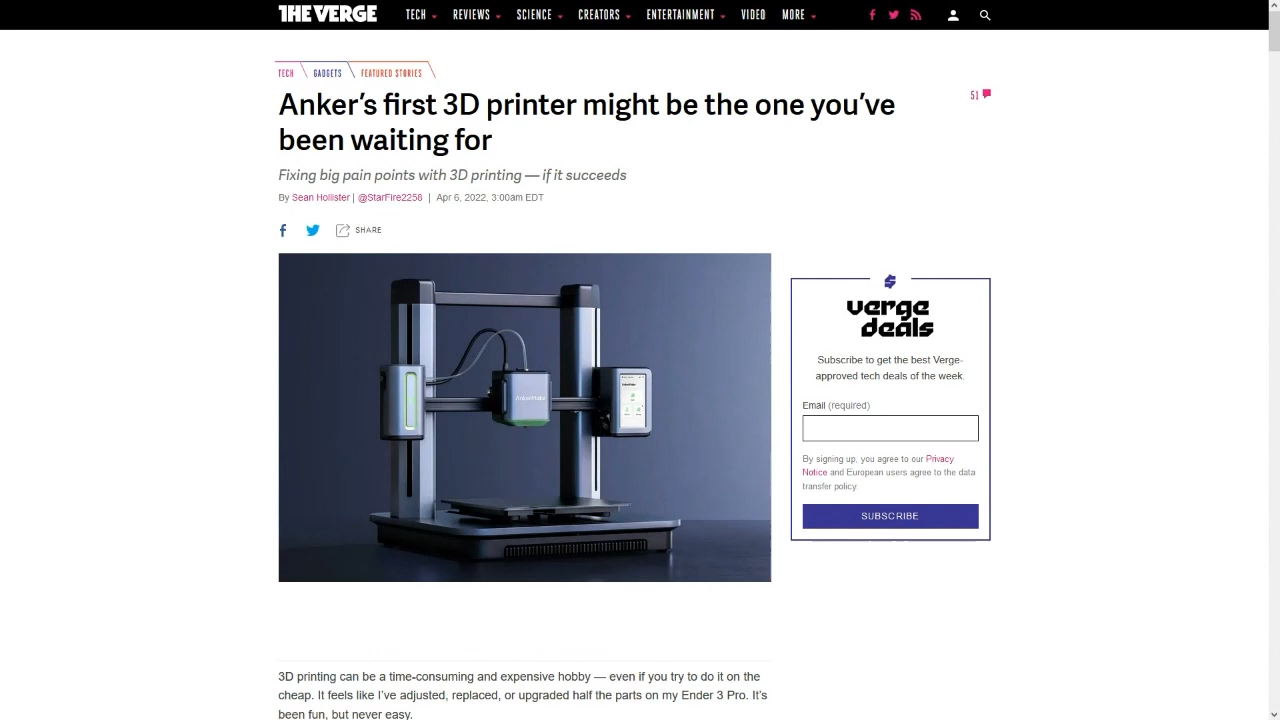 THE VERGE TECH REVIEWS SCIENCE CREATORS ENTERTAINMENT VIDEO MORE
TECH GADGETS FEATURED STORIES
Anker's first 3D printer might be the one you've
been waiting for
51
Fixing big pain points with 3D printing — if it succeeds
By Sean Hollister | @StarFire2258 | Apr 6, 2022, 3:00am EDT
SHARE
AnkerMake
verge
deals
Subscribe to get the best Verge-
approved tech deals of the week.
Email (required)
By signing up, you agree to our Privacy
Notice and European users agree to the data
transfer policy.
SUBSCRIBE
3D printing can be a time-consuming and expensive hobby — even if you try to do it on the
cheap. It feels like I've adjusted, replaced, or upgraded half the parts on my Ender 3 Pro. It's
been fun, but never easy.